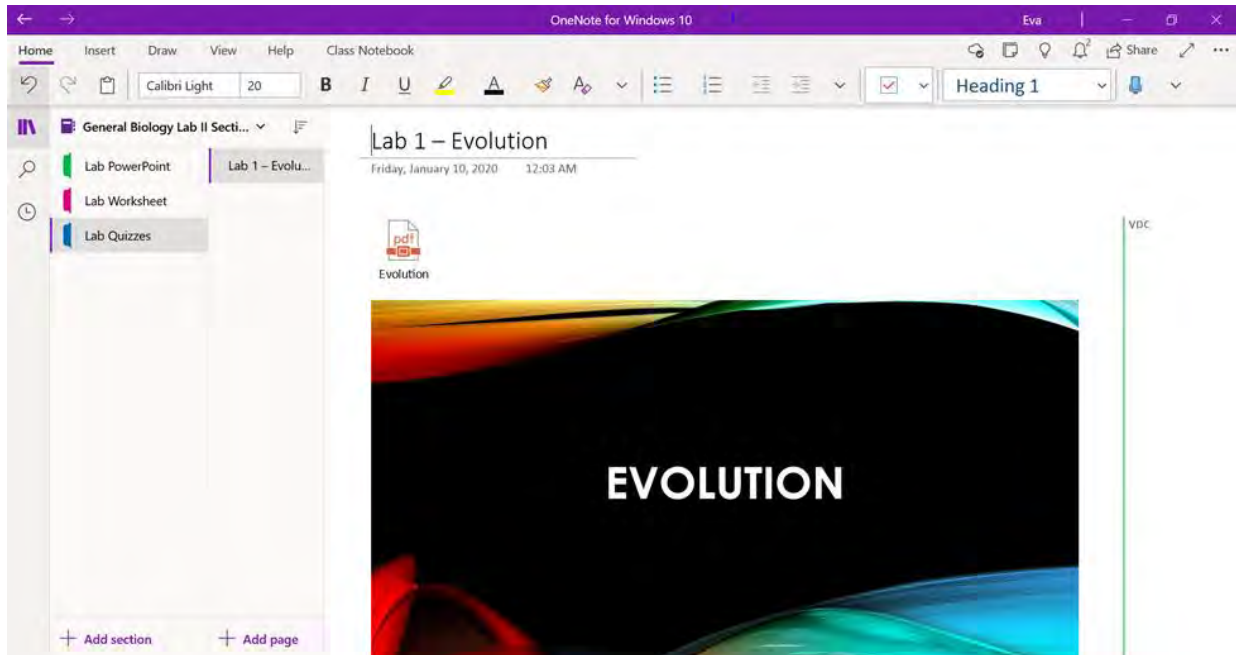 OneNote for Windows 10
Eva
Home Insert Draw View Help Class Notebook
2
Share
Calibri Light 20 B I U A A Heading 1
General Biology Lab II Secti...
Lab PowerPoint
Lab Worksheet
Lab Quizzes
Lab 1 – Evolu...
Lab 1 – Evolution
Friday, January 10, 2020 12:03 AM
pdf
Evolution
VDC
EVOLUTION
Add section
Add page